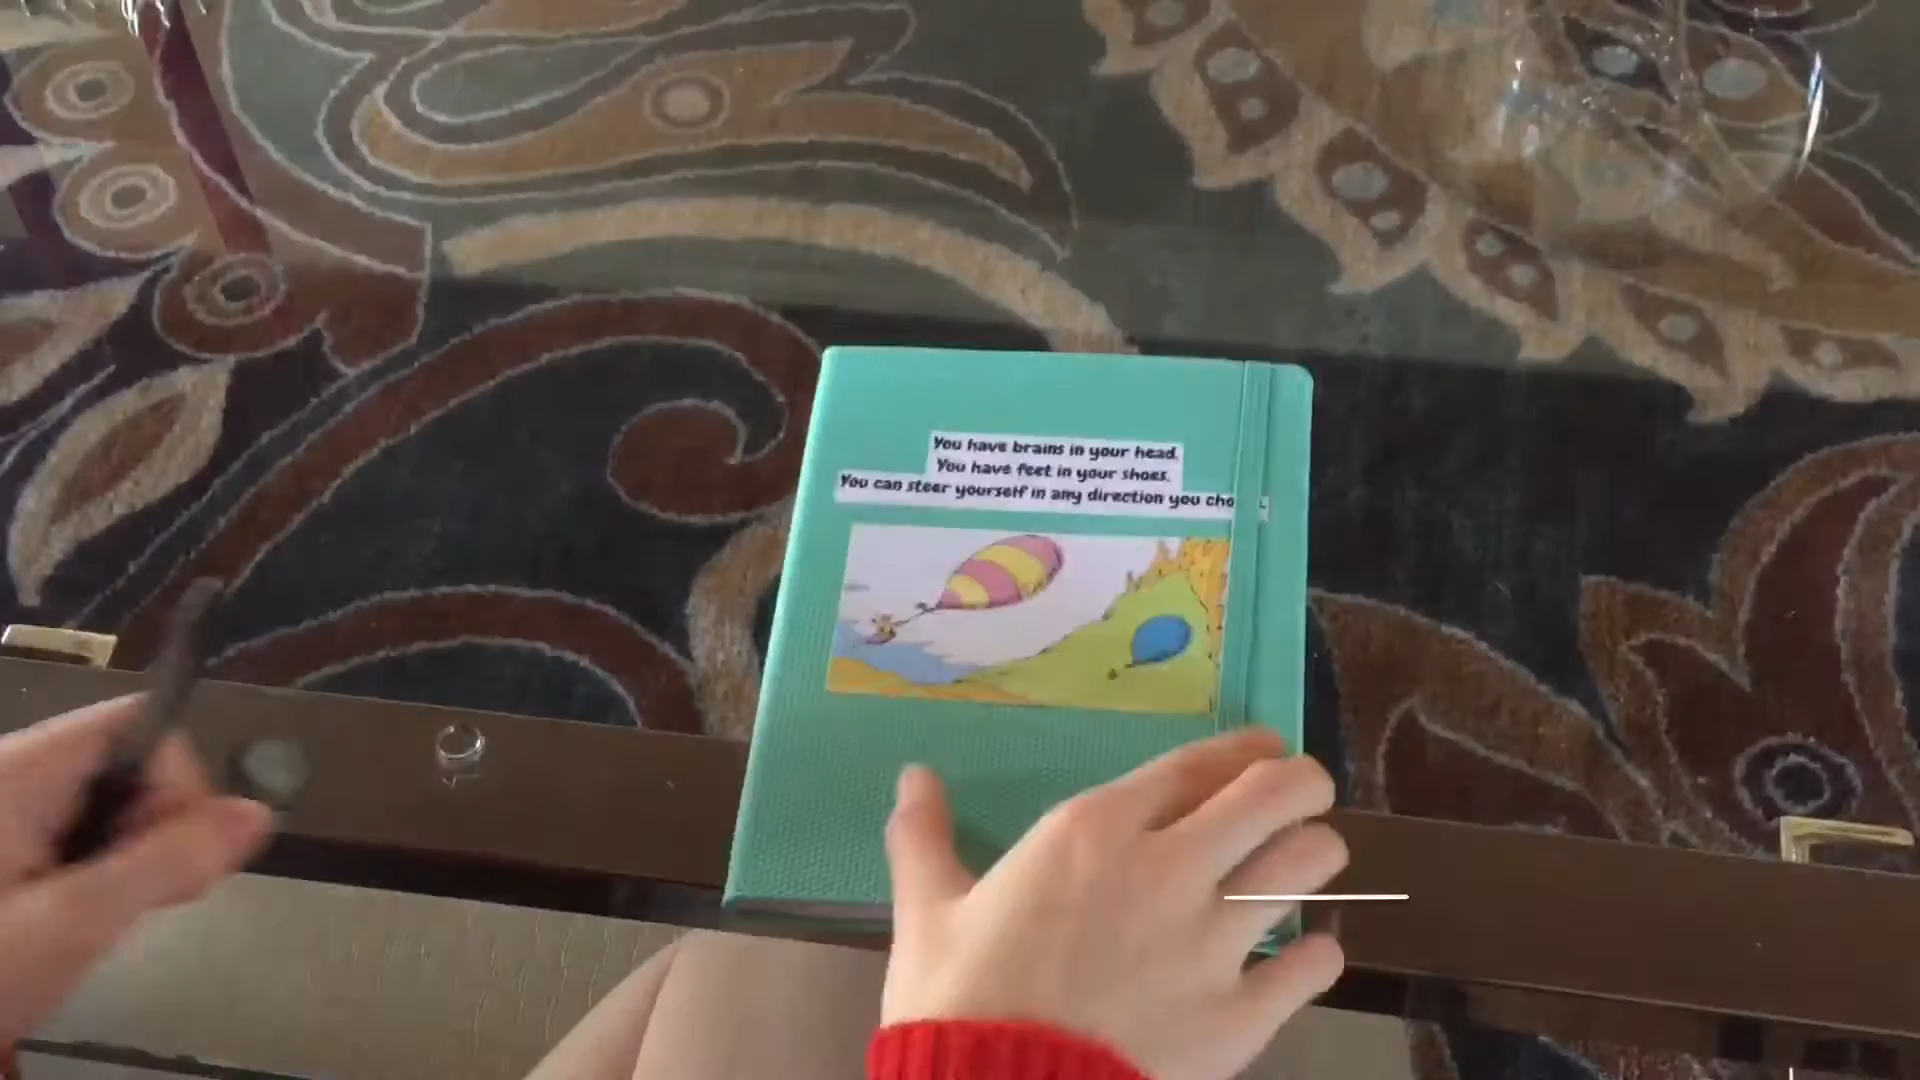 You have brains in your head.
You have feet in your shoes.
You can steer yourself in any direction you cho